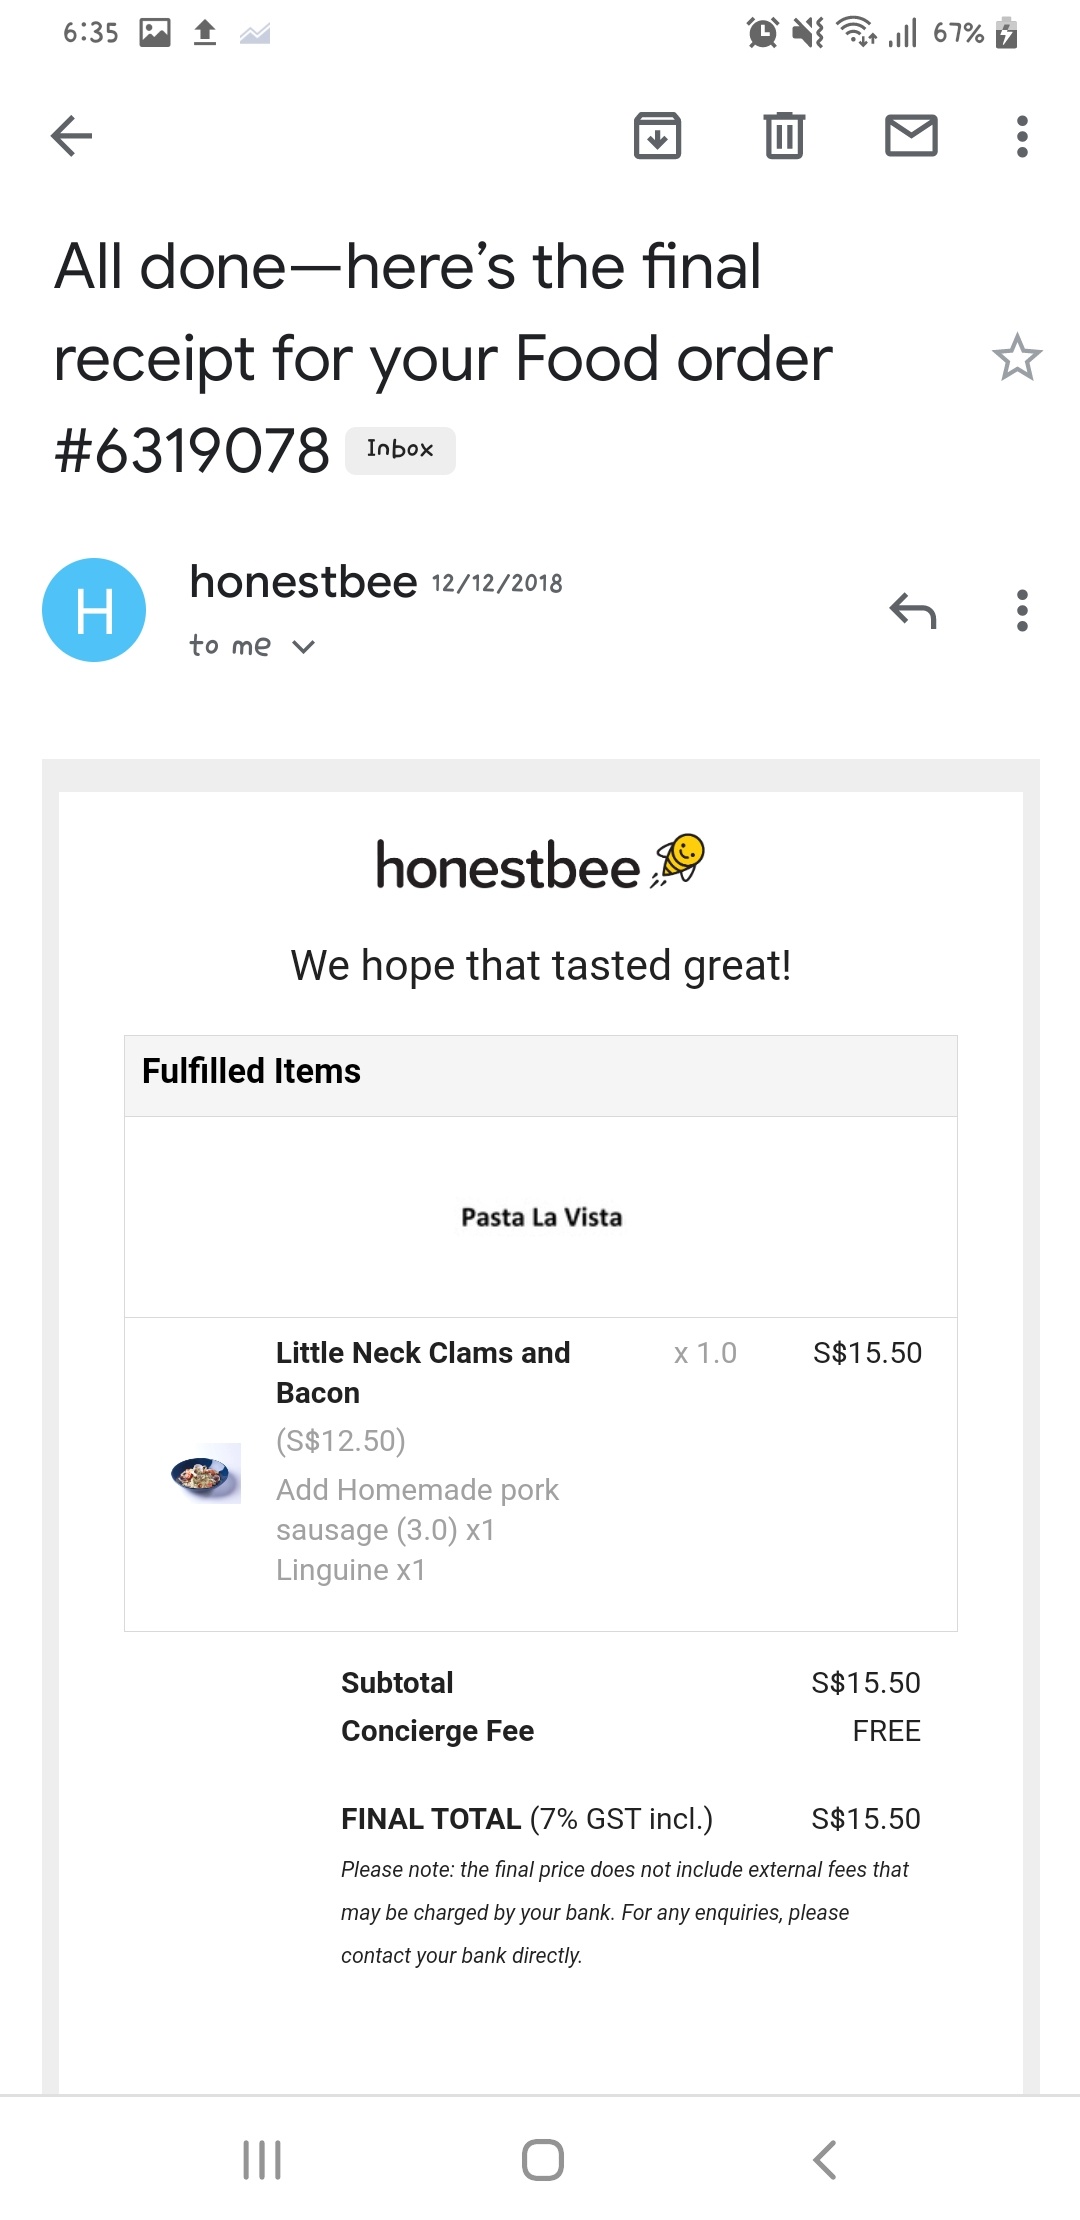 6:35
67%
All done—here’s the final
receipt for your Food order
#6319078 Inbox
H
honestbee 12/12/2018
to me
honestbee
We hope that tasted great!
Fulfilled Items
Pasta La Vista
Little Neck Clams and x 1.0 S$15.50
Bacon
(S$12.50)
Add Homemade pork
sausage (3.0) x1
Linguine x1
Subtotal S$15.50
Concierge Fee FREE
FINAL TOTAL (7% GST incl.) S$15.50
Please note: the final price does not include external fees that
may be charged by your bank. For any enquiries, please
contact your bank directly.